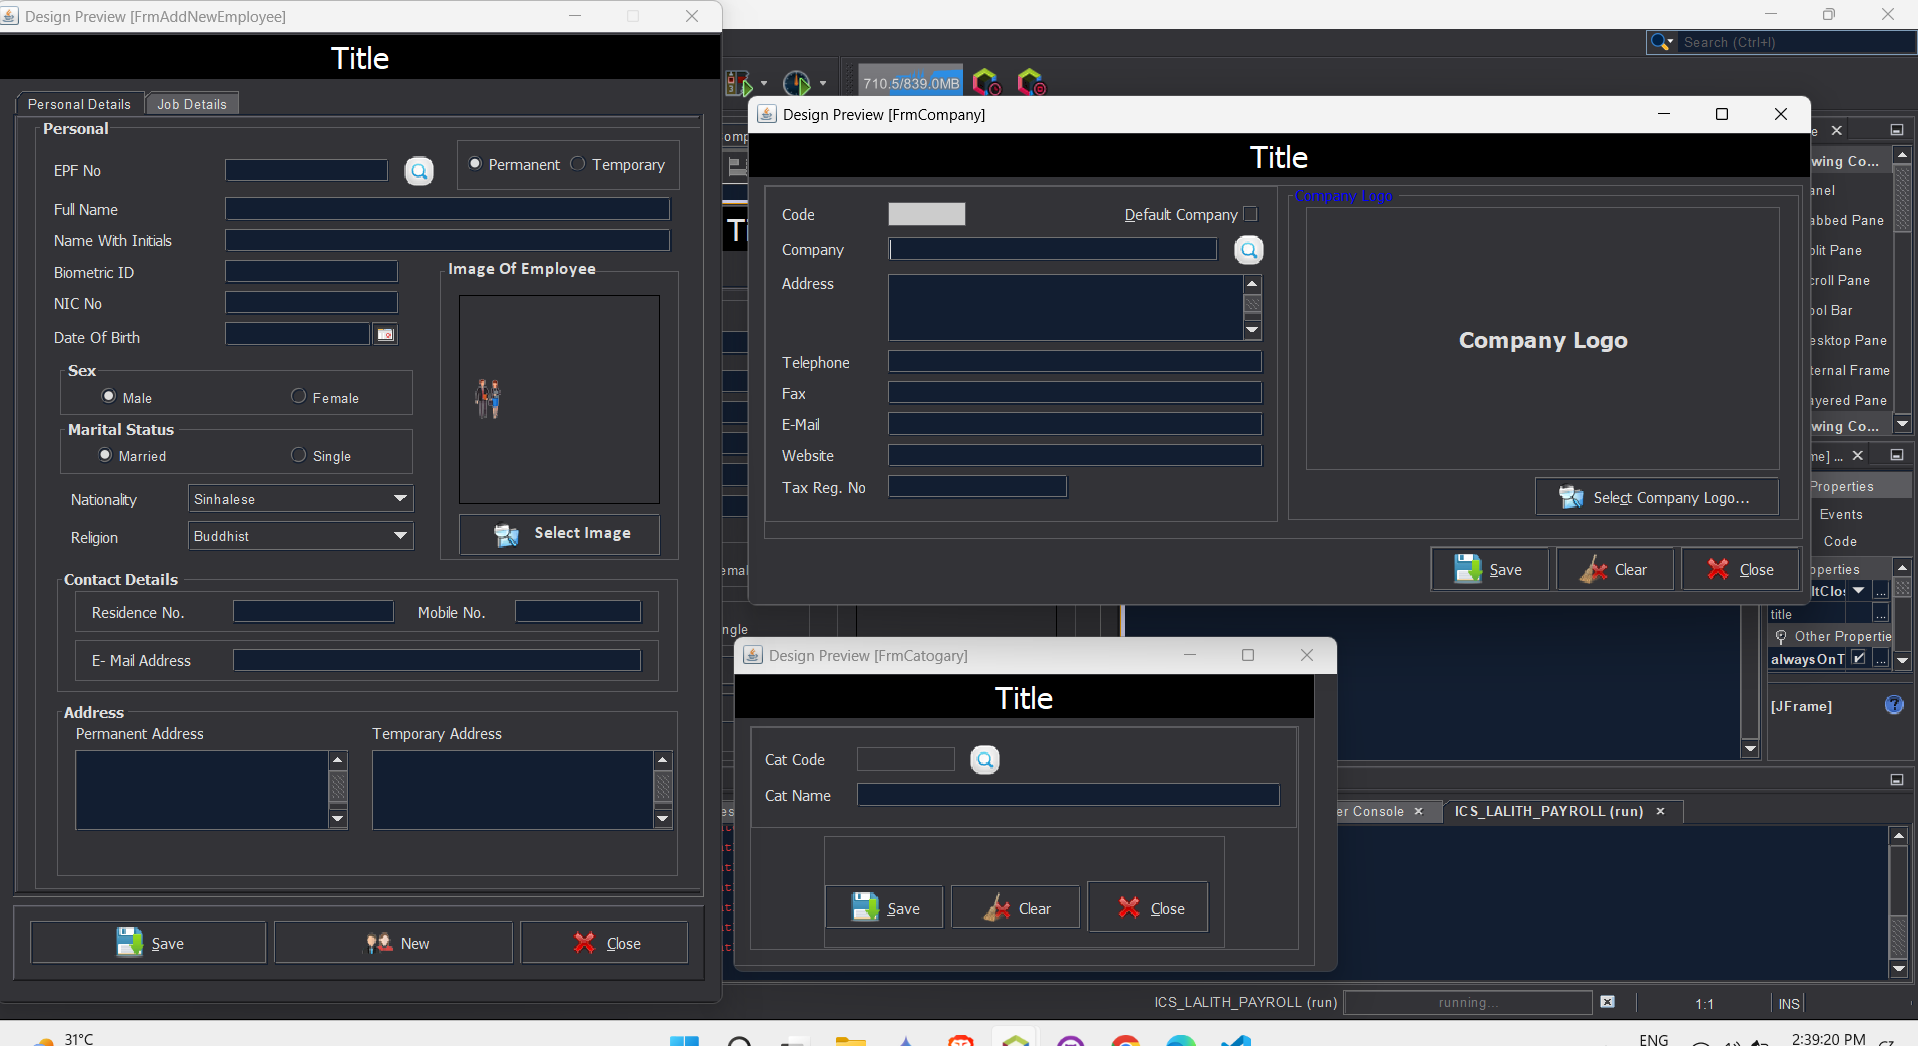 Design Preview [FrmAddNewEmployee]
Title
Personal Details
Job Details
Personal
EPF No
Permanent
Temporary
Full Name
Name With Initials
Biometric ID
NIC No
Date Of Birth
Image Of Employee
Sex
Male
Female
Marital Status
Married
Single
Nationality
Sinhalese
Religion
Buddhist
Select Image
Contact Details
Residence No.
Mobile No.
E- Mail Address
Address
Permanent Address
Temporary Address
Save
New
Close
Search (Ctrl+I)
710.5/839.0MB
Design Preview [FrmCompany]
Title
Code
Default Company
Company
Address
Telephone
Fax
E-Mail
Website
Tax Reg. No
Company Logo
Company Logo
Select Company Logo...
Save
Clear
Close
Design Preview [FrmCatogary]
Title
Cat Code
Cat Name
Save
Clear
Close
wing Co...
anel
abbed Pane
plit Pane
croll Pane
ool Bar
esktop Pane
ternal Frame
ayered Pane
wing Co...
me] ...
Properties
Events
Code
operties
ltClos
...
title
...
Other Propertie
alwaysOnT
...
[JFrame]
er Console
ICS_LALITH_PAYROLL (run)
ICS_LALITH_PAYROLL (run)
running...
1:1
INS
31°C
ENG
2:39:20 PM